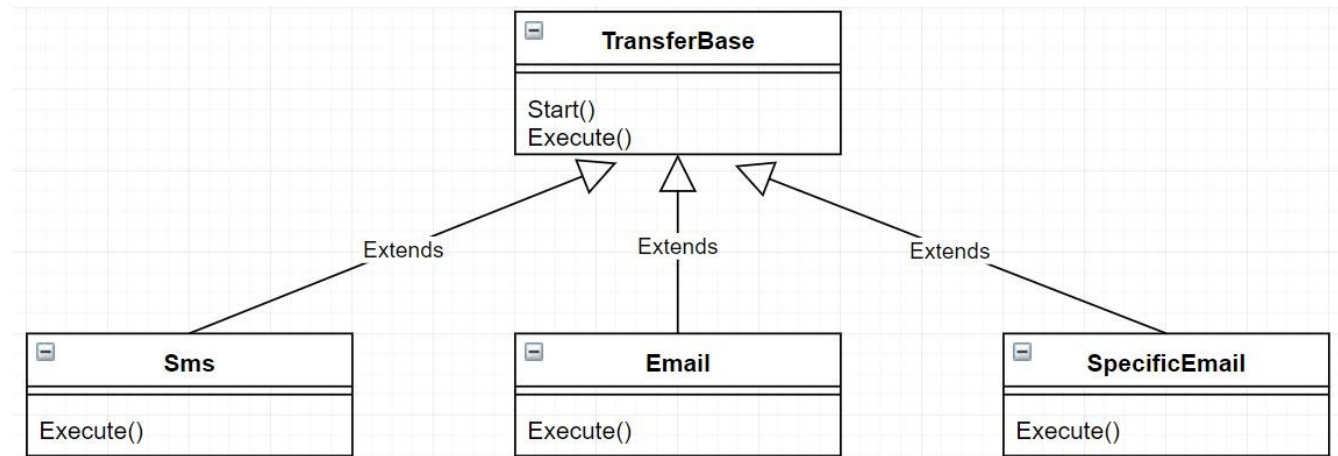 TransferBase
Start()
Execute()
Extends
Extends
Extends
Sms
Execute()
Email
Execute()
SpecificEmail
Execute()